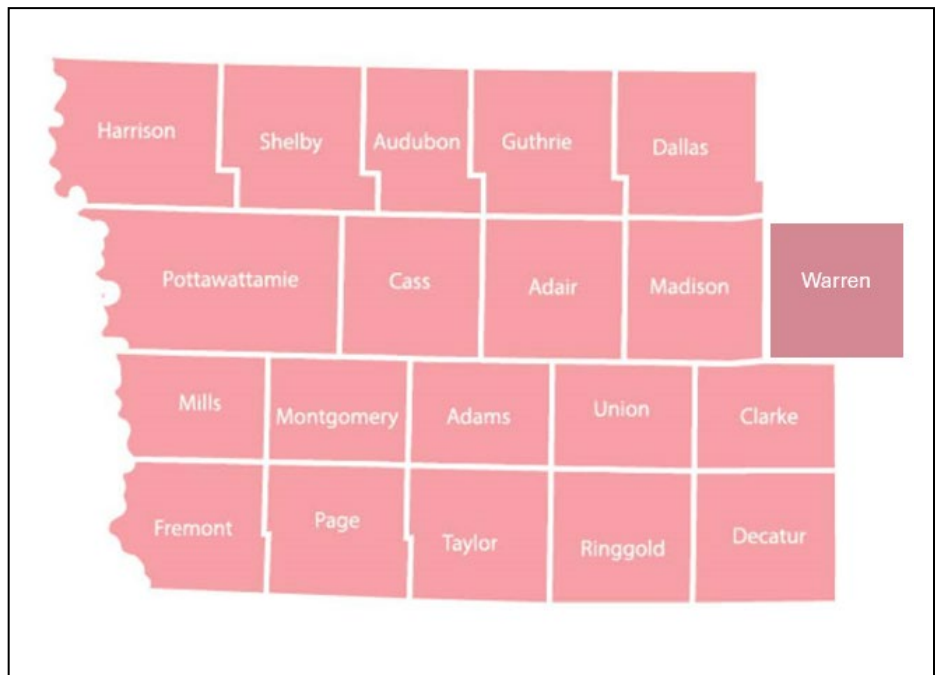 Harrison
Shelby
Audubon
Guthrie
Dallas
Pottawattamie
Cass
Adair
Madison
Warren
Mills
Montgomery
Adams
Union
Clarke
Fremont
Page
Taylor
Ringgold
Decatur